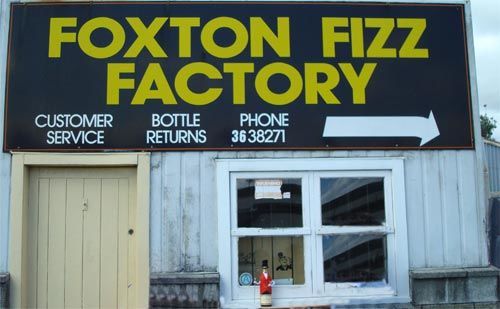 FOXTON FIZZ
FACTORY
CUSTOMER BOTTLE PHONE
SERVICE RETURNS 36 38271